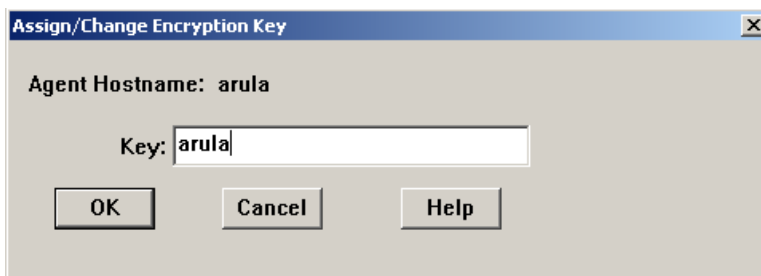 Assign/Change Encryption Key
Agent Hostname: arula
Key: arula
OK Cancel Help